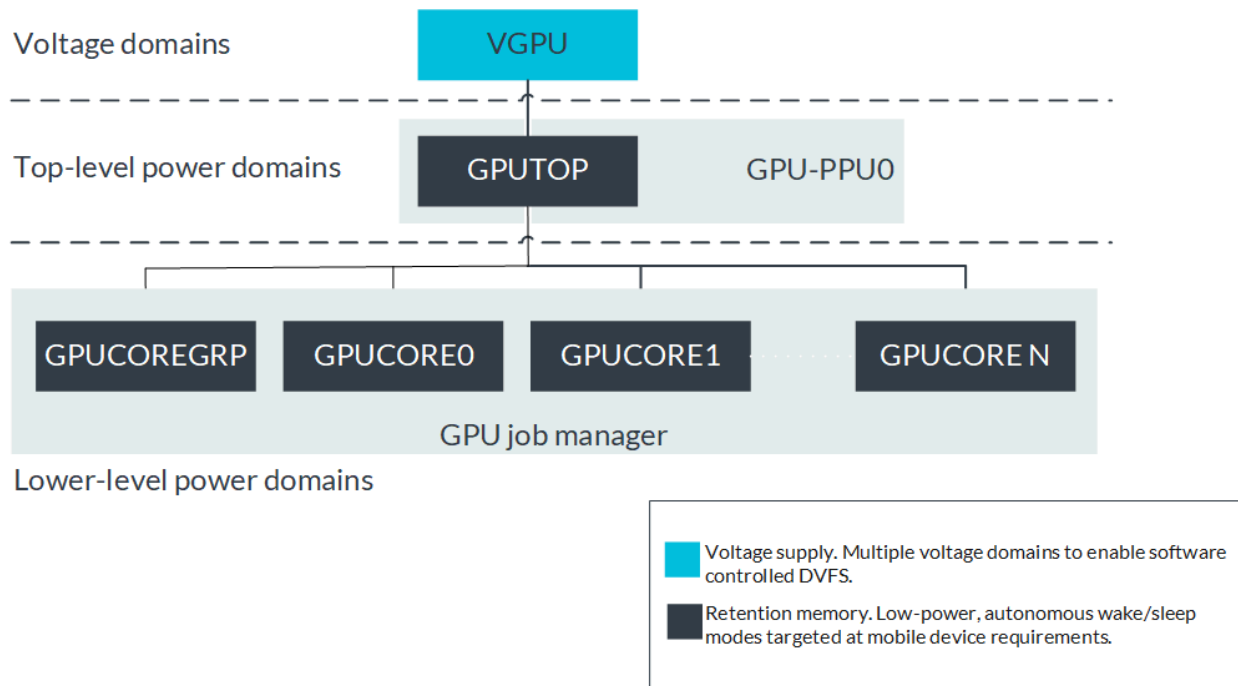 Voltage domains
VGPU
Top-level power domains
GPUTOP
GPU-PPU0
GPUCOREGRP
GPUCORE0
GPUCORE1
GPUCORE N
GPU job manager
Lower-level power domains
Voltage supply. Multiple voltage domains to enable software
controlled DVFS.
Retention memory. Low-power, autonomous wake/sleep
modes targeted at mobile device requirements.